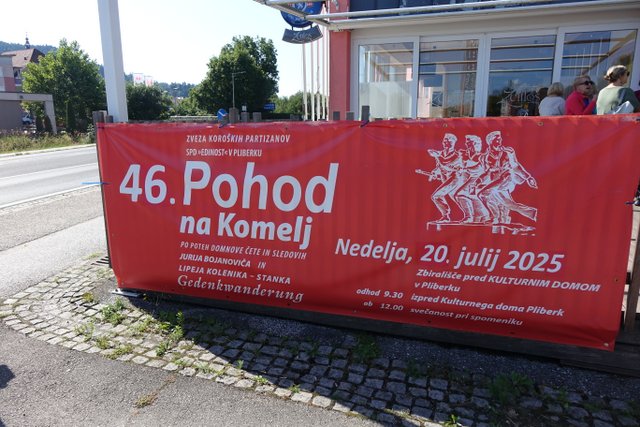 ZVEZA KOROŠKIH PARTIZANOV
SPD »EDINOST« V PLIBERKU
46. Pohod
na Komelj
PO POTEH DOMNOVE ČETE IN SLEDOVIH
JURIJA BOJANOVIĆA IN
LIPEJA KOLENIKA – STANKA
Gedenkwanderung
Nedelja, 20. julij 2025
Zbirališče pred KULTURNIM DOMOM
v Pliberku
odhod 9.30 izpred Kulturnega doma Pliberk
ob 12.00 svečanost pri spomeniku